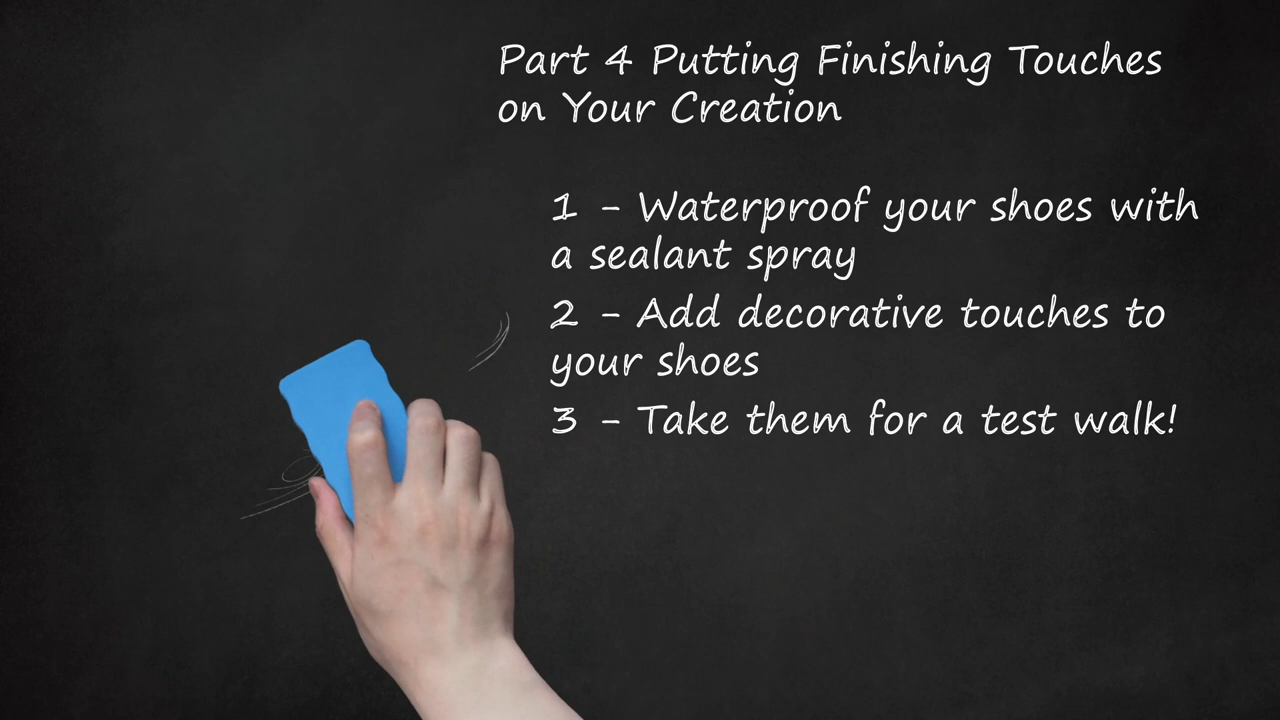 Part 4 Putting Finishing Touches
on Your Creation
1 - Waterproof your shoes with
a sealant spray
2 - Add decorative touches to
your shoes
3 - Take them for a test walk!